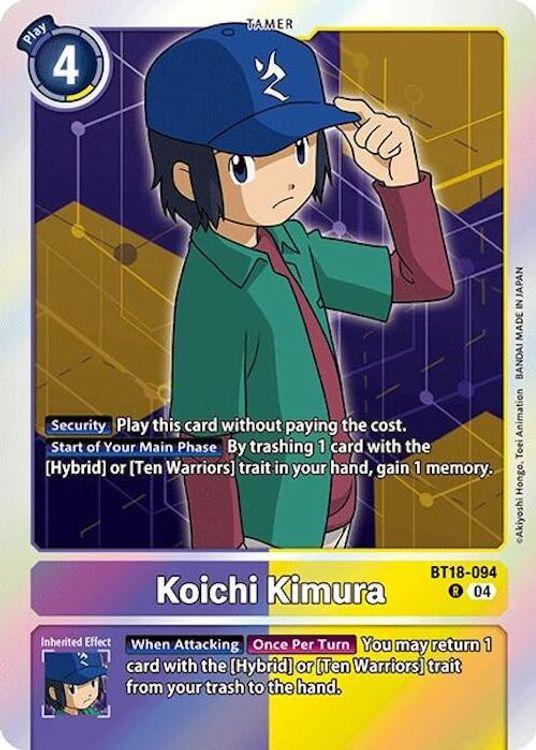 TAMER
Play
4
Security Play this card without paying the cost.
Start of Your Main Phase By trashing 1 card with the
[Hybrid] or [Ten Warriors] trait in your hand, gain 1 memory.
©Akiyoshi Hongo, Toei Animation BANDAI MADE IN JAPAN
Koichi Kimura
BT18-094
R 04
Inherited Effect
When Attacking Once Per Turn You may return 1
card with the [Hybrid] or [Ten Warriors] trait
from your trash to the hand.